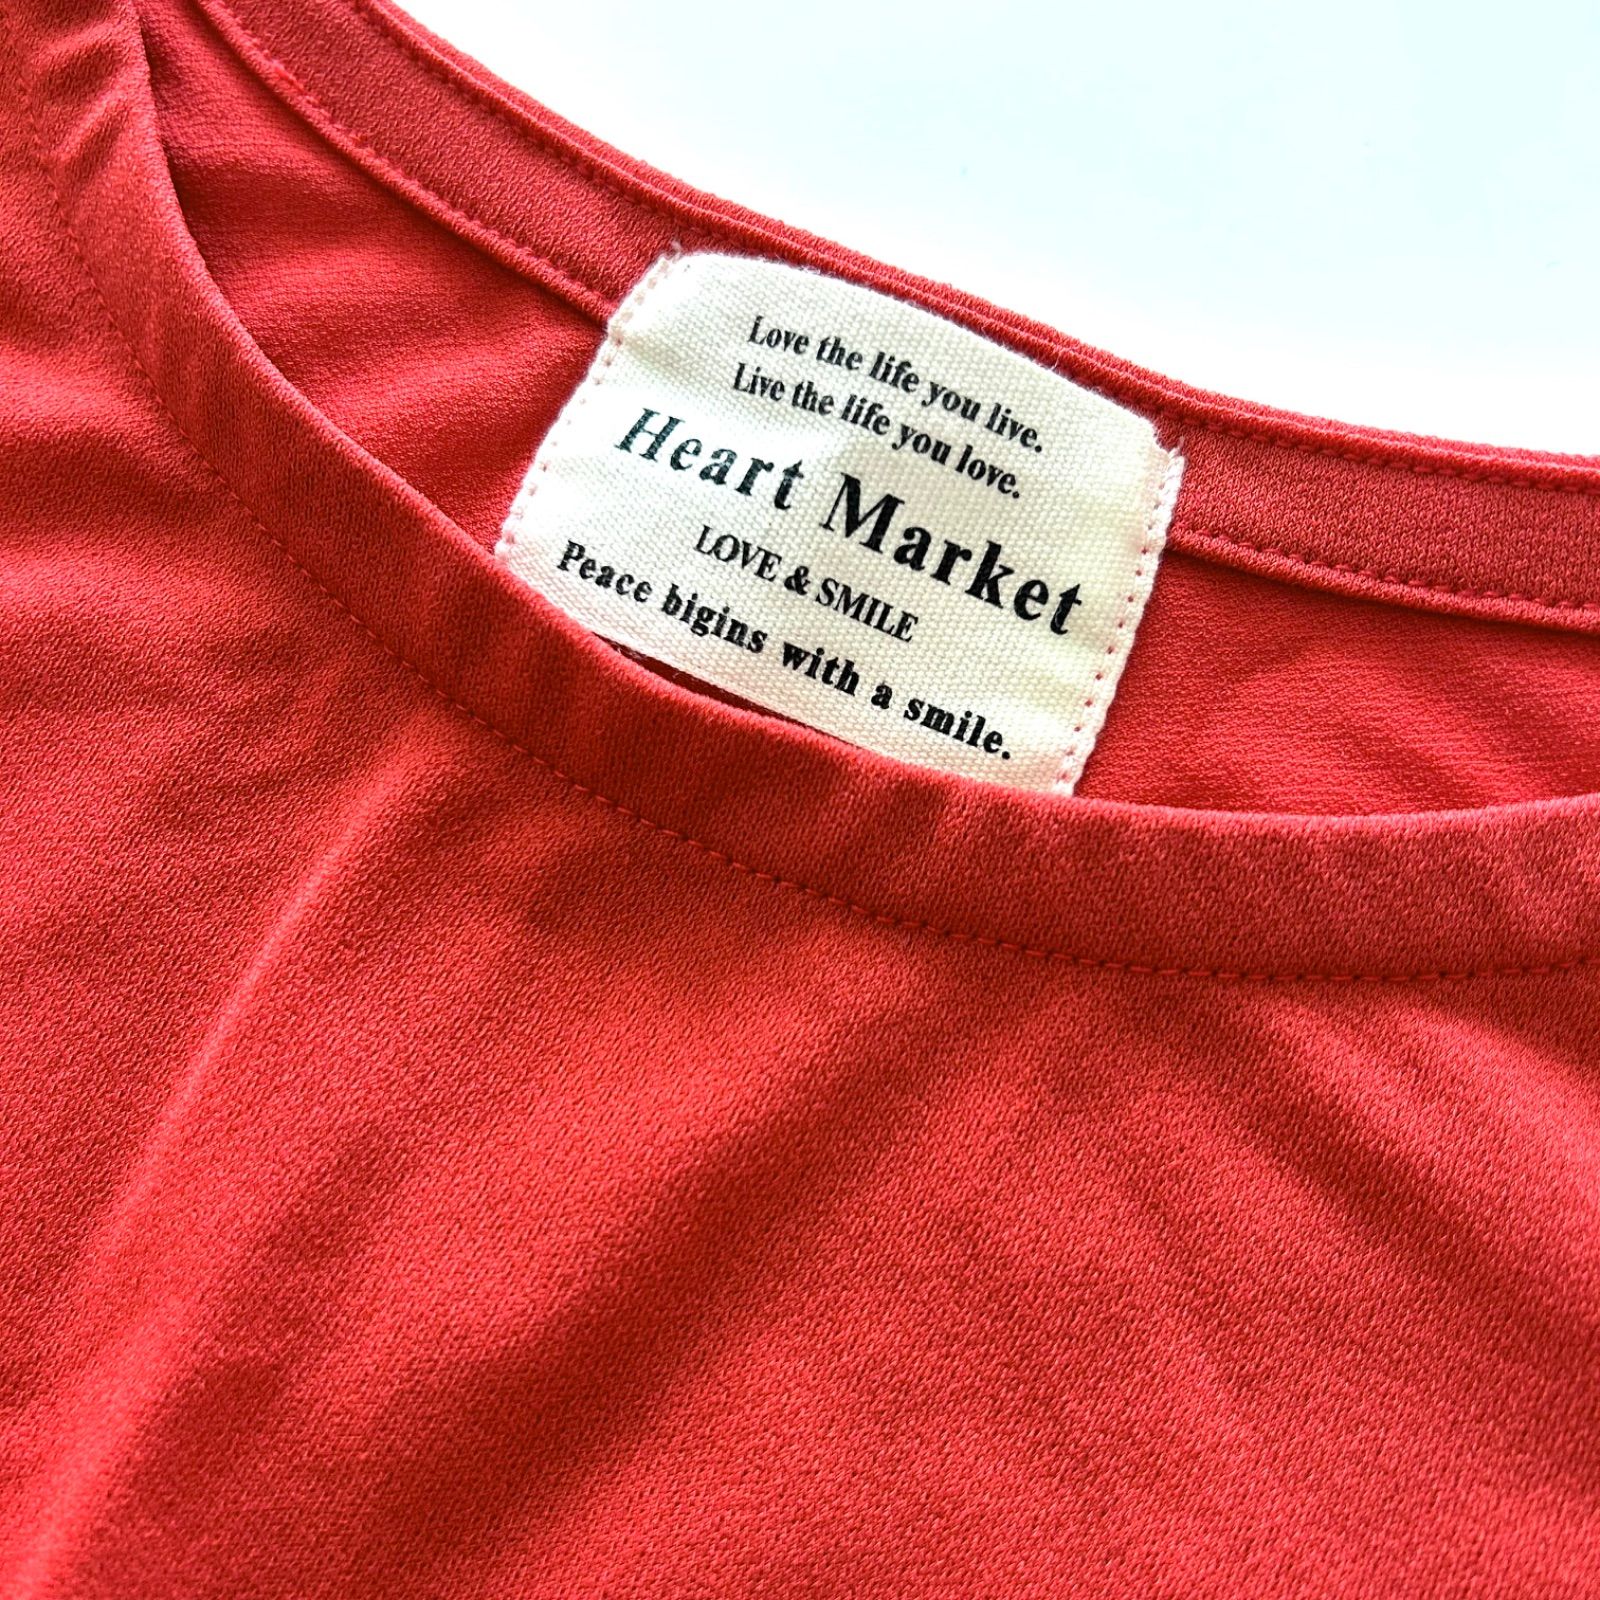 Love the life you live.
Live the life you love.
Heart Market
LOVE & SMILE
Peace bigins with a smile.